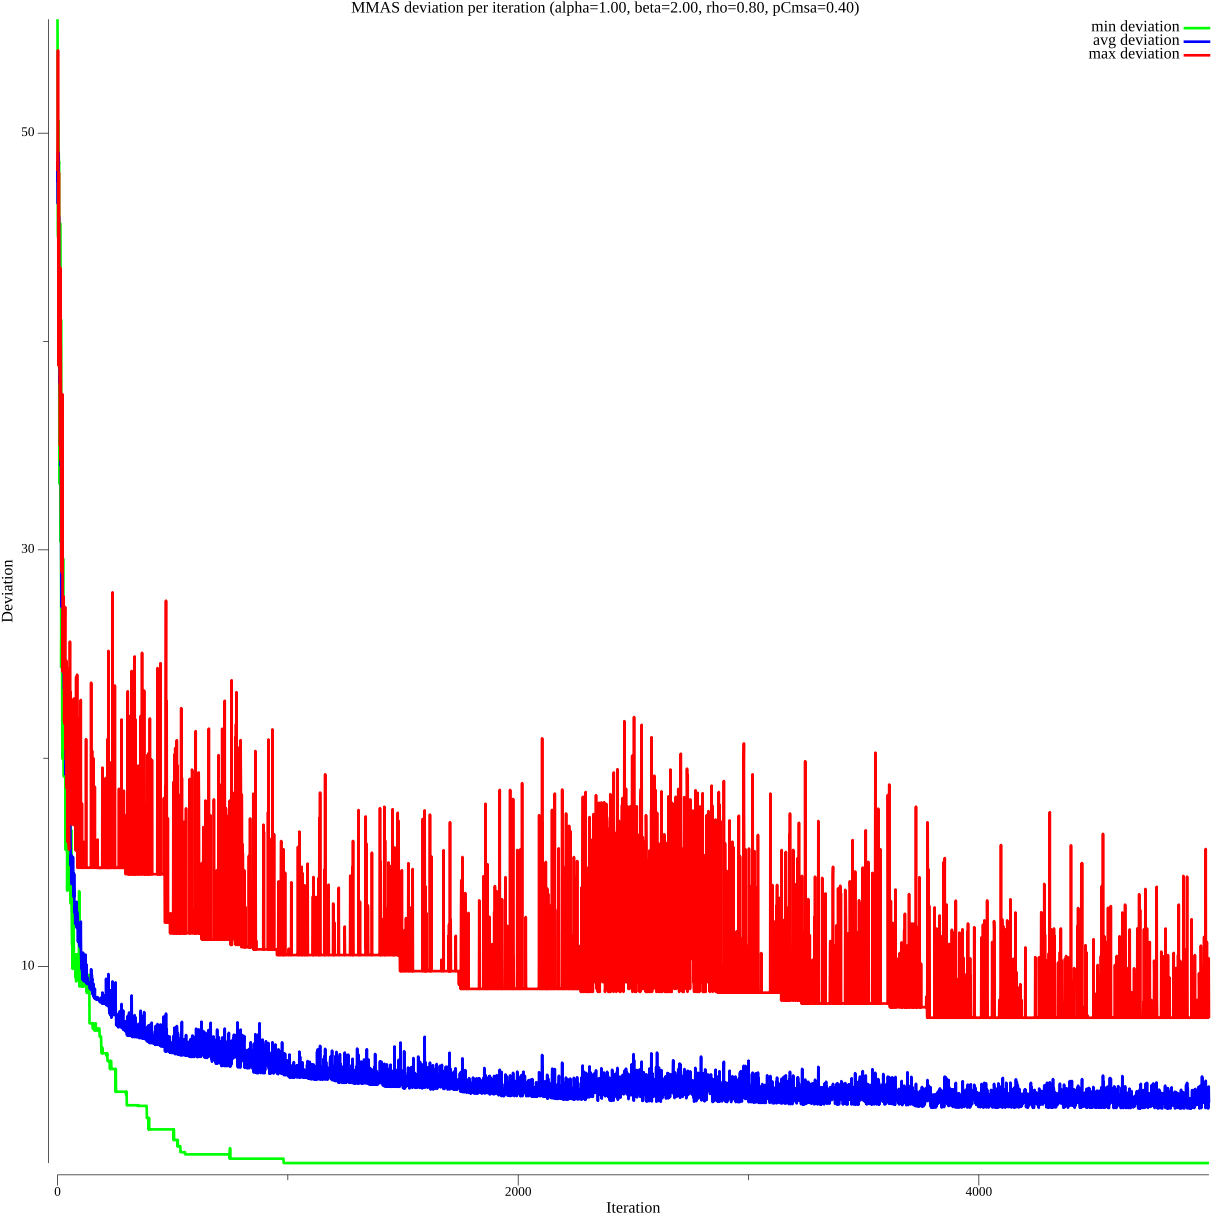 MMAS deviation per iteration (alpha=1.00, beta=2.00, rho=0.80, pCmsa=0.40)
min deviation
avg deviation
max deviation
50
30
10
Deviation
0
2000
4000
Iteration